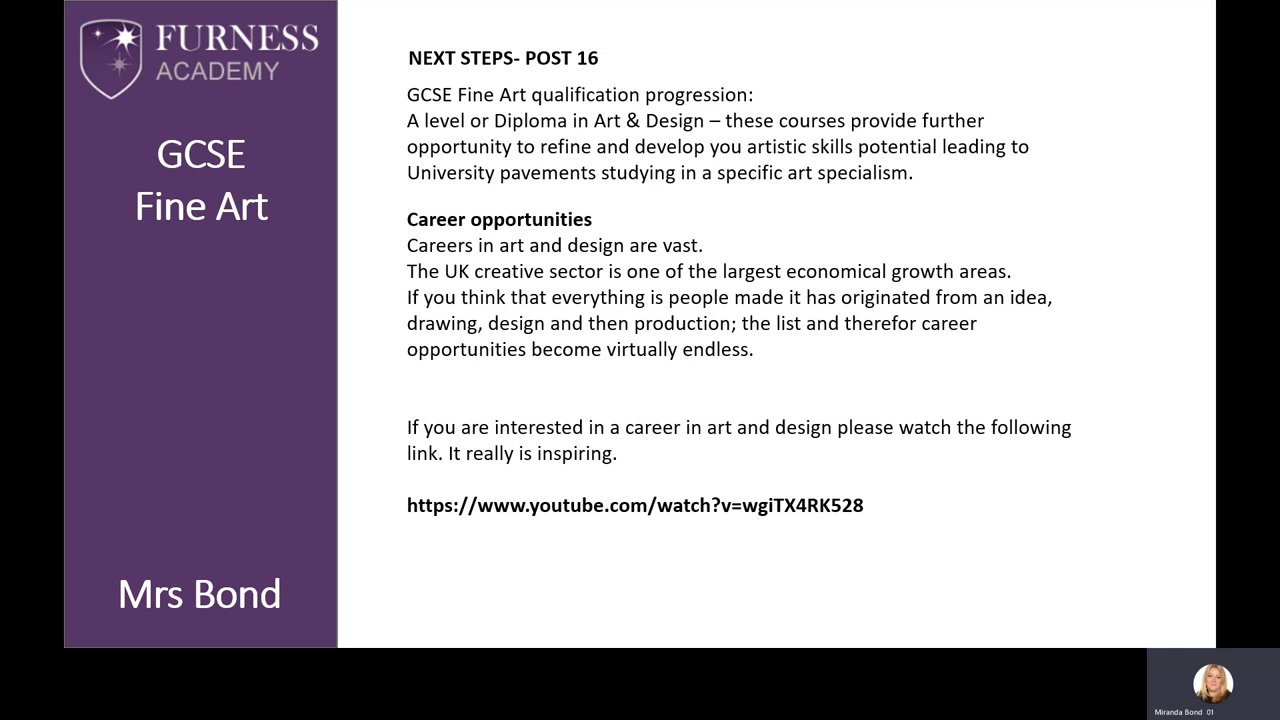 FURNESS
ACADEMY
GCSE
Fine Art
Mrs Bond
NEXT STEPS- POST 16
GCSE Fine Art qualification progression:
A level or Diploma in Art & Design – these courses provide further
opportunity to refine and develop you artistic skills potential leading to
University pavements studying in a specific art specialism.
Career opportunities
Careers in art and design are vast.
The UK creative sector is one of the largest economical growth areas.
If you think that everything is people made it has originated from an idea,
drawing, design and then production; the list and therefor career
opportunities become virtually endless.
If you are interested in a career in art and design please watch the following
link. It really is inspiring.
https://www.youtube.com/watch?v=wgiTX4RK528
Miranda Bond 01